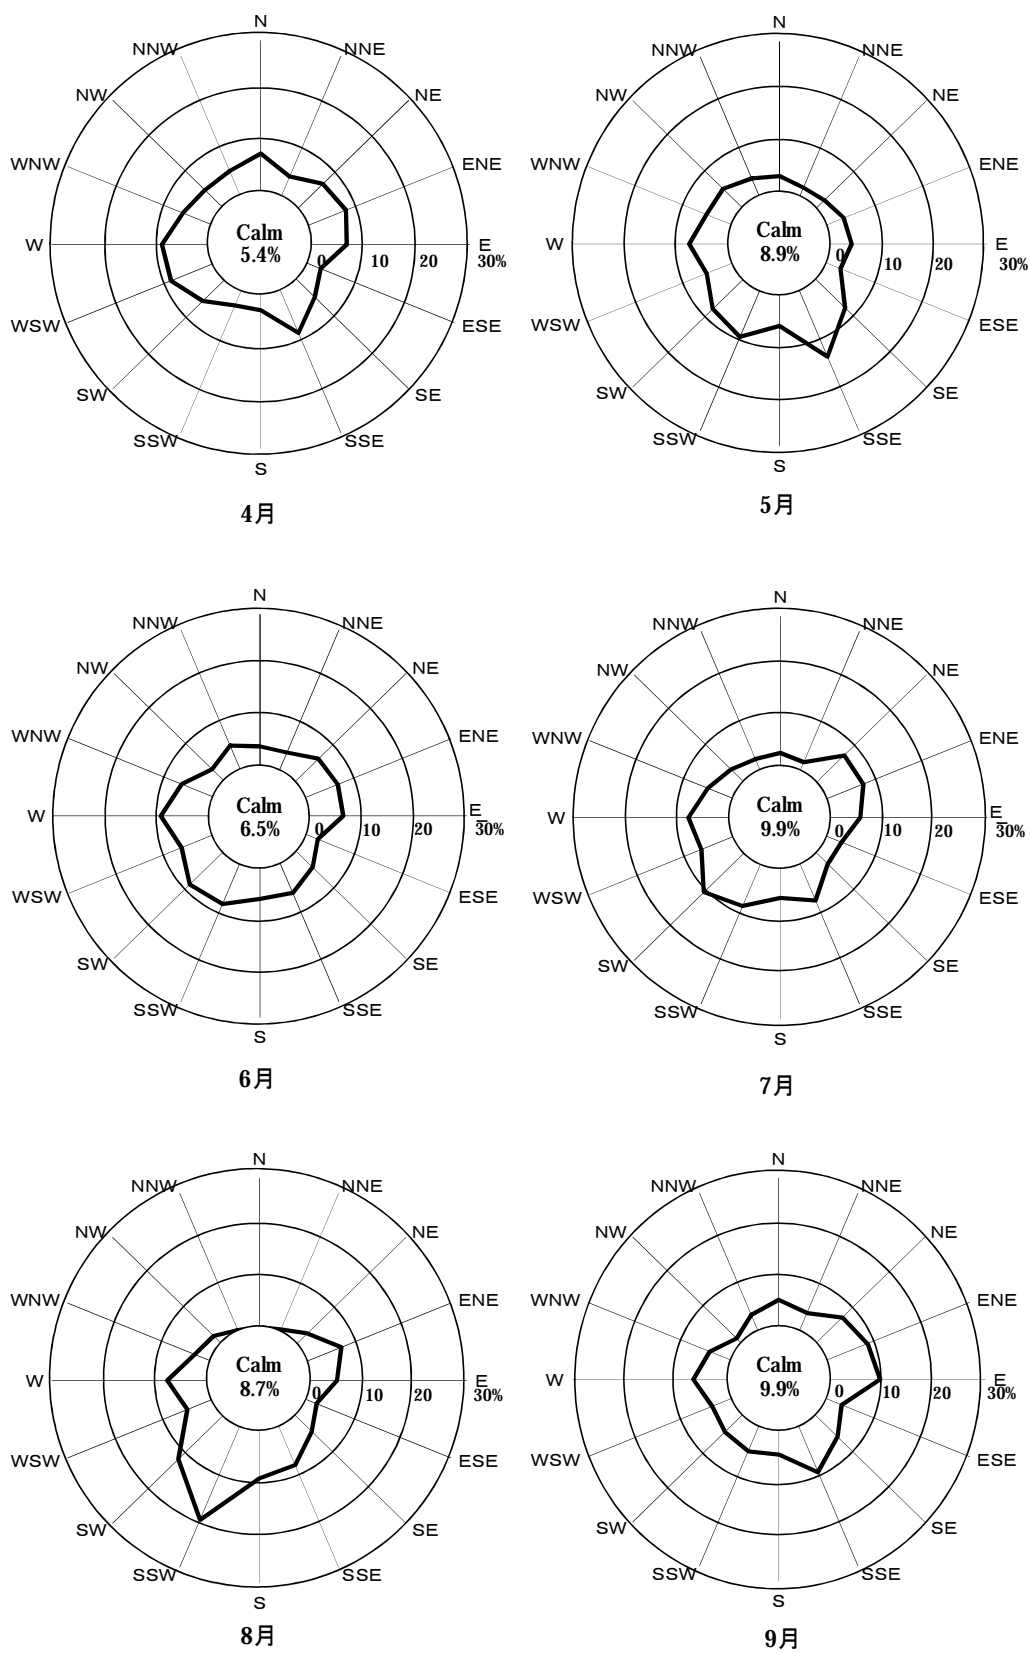 N
NNW NNE
NW NE
WNW ENE
Calm
W E
5.4% 0 10 20 30%
WSW ESE
SW SE
SSW SSE
S
4月
N
NNW NNE
NW NE
WNW ENE
Calm
W E
8.9% 0 10 20 30%
WSW ESE
SW SE
SSW SSE
S
5月
N
NNW NNE
NW NE
WNW ENE
Calm
W E
6.5% 0 10 20 30%
WSW ESE
SW SE
SSW SSE
S
6月
N
NNW NNE
NW NE
WNW ENE
Calm
W E
9.9% 0 10 20 30%
WSW ESE
SW SE
SSW SSE
S
7月
N
NNW NNE
NW NE
WNW ENE
Calm
W E
8.7% 0 10 20 30%
WSW ESE
SW SE
SSW SSE
S
8月
N
NNW NNE
NW NE
WNW ENE
Calm
W E
9.9% 0 10 20 30%
WSW ESE
SW SE
SSW SSE
S
9月